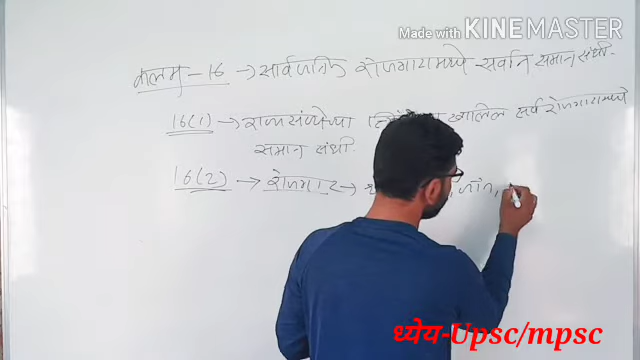 Made with KINEMASTER
कलम - 16 → सार्वजनिक रोजगारामध्ये सर्वांना समान संधी.
16(1) → राज्यसंस्थेच्या खालिल सर्व रोजगारामध्ये
समान संधी.
16(2) → रोजगार →
ध्येय-Upsc/mpsc